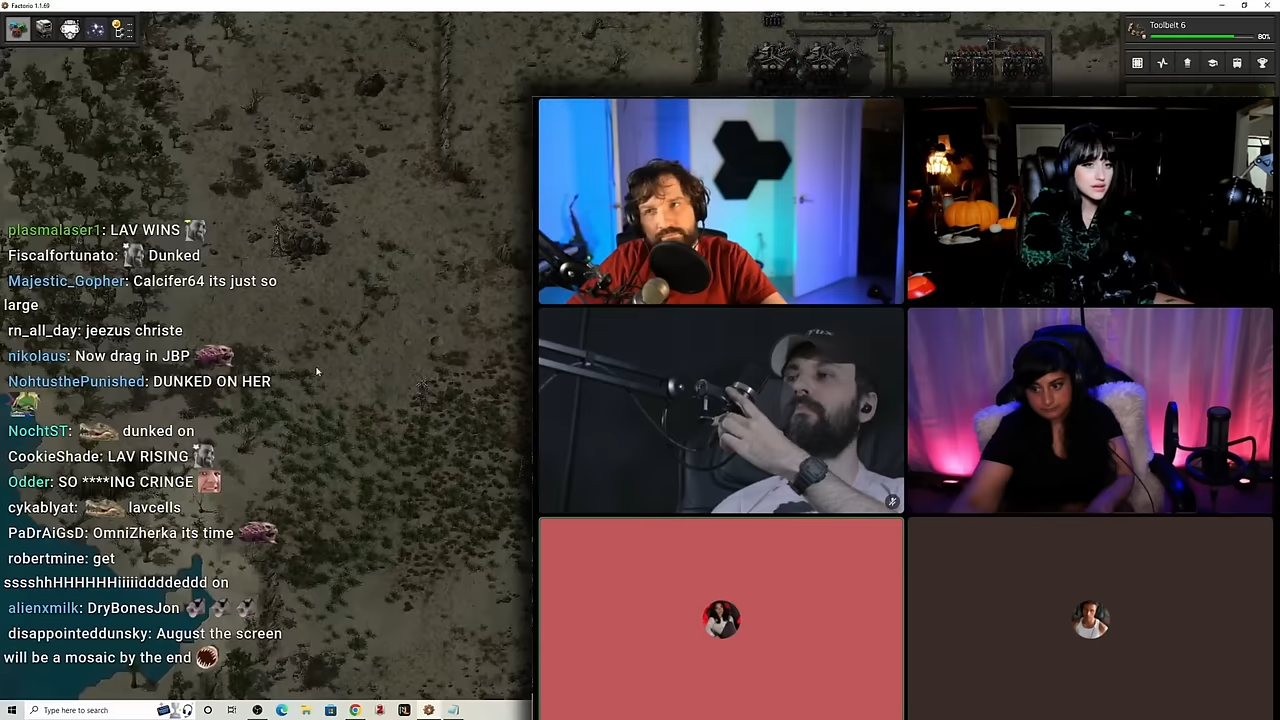 Factorio 1.1.69
Toolbelt 6
80%
plasmalaser1: LAV WINS
Fiscalfortunato: Dunked
Majestic_Gopher: Calcifer64 its just so
large
rn_all_day: jeezus christe
nikolaus: Now drag in JBP
NohtusthePunished: DUNKED ON HER
NochtST: dunked on
CookieShade: LAV RISING
Odder: SO ****ING CRINGE
cykablyat: lavcells
PaDrAiGsD: OmniZherka its time
robertmine: get
sssshhHHHHHHiiiiddddeddd on
alienxmilk: DryBonesJon
disappointeddunsky: August the screen
will be a mosaic by the end
Type here to search